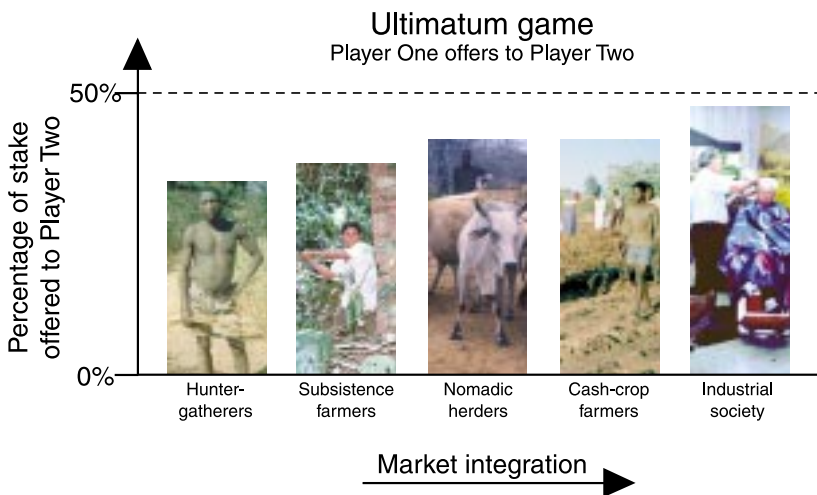 Ultimatum game
Player One offers to Player Two
50%
Percentage of stake
offered to Player Two
0%
Hunter-
gatherers
Subsistence
farmers
Nomadic
herders
Cash-crop
farmers
Industrial
society
Market integration